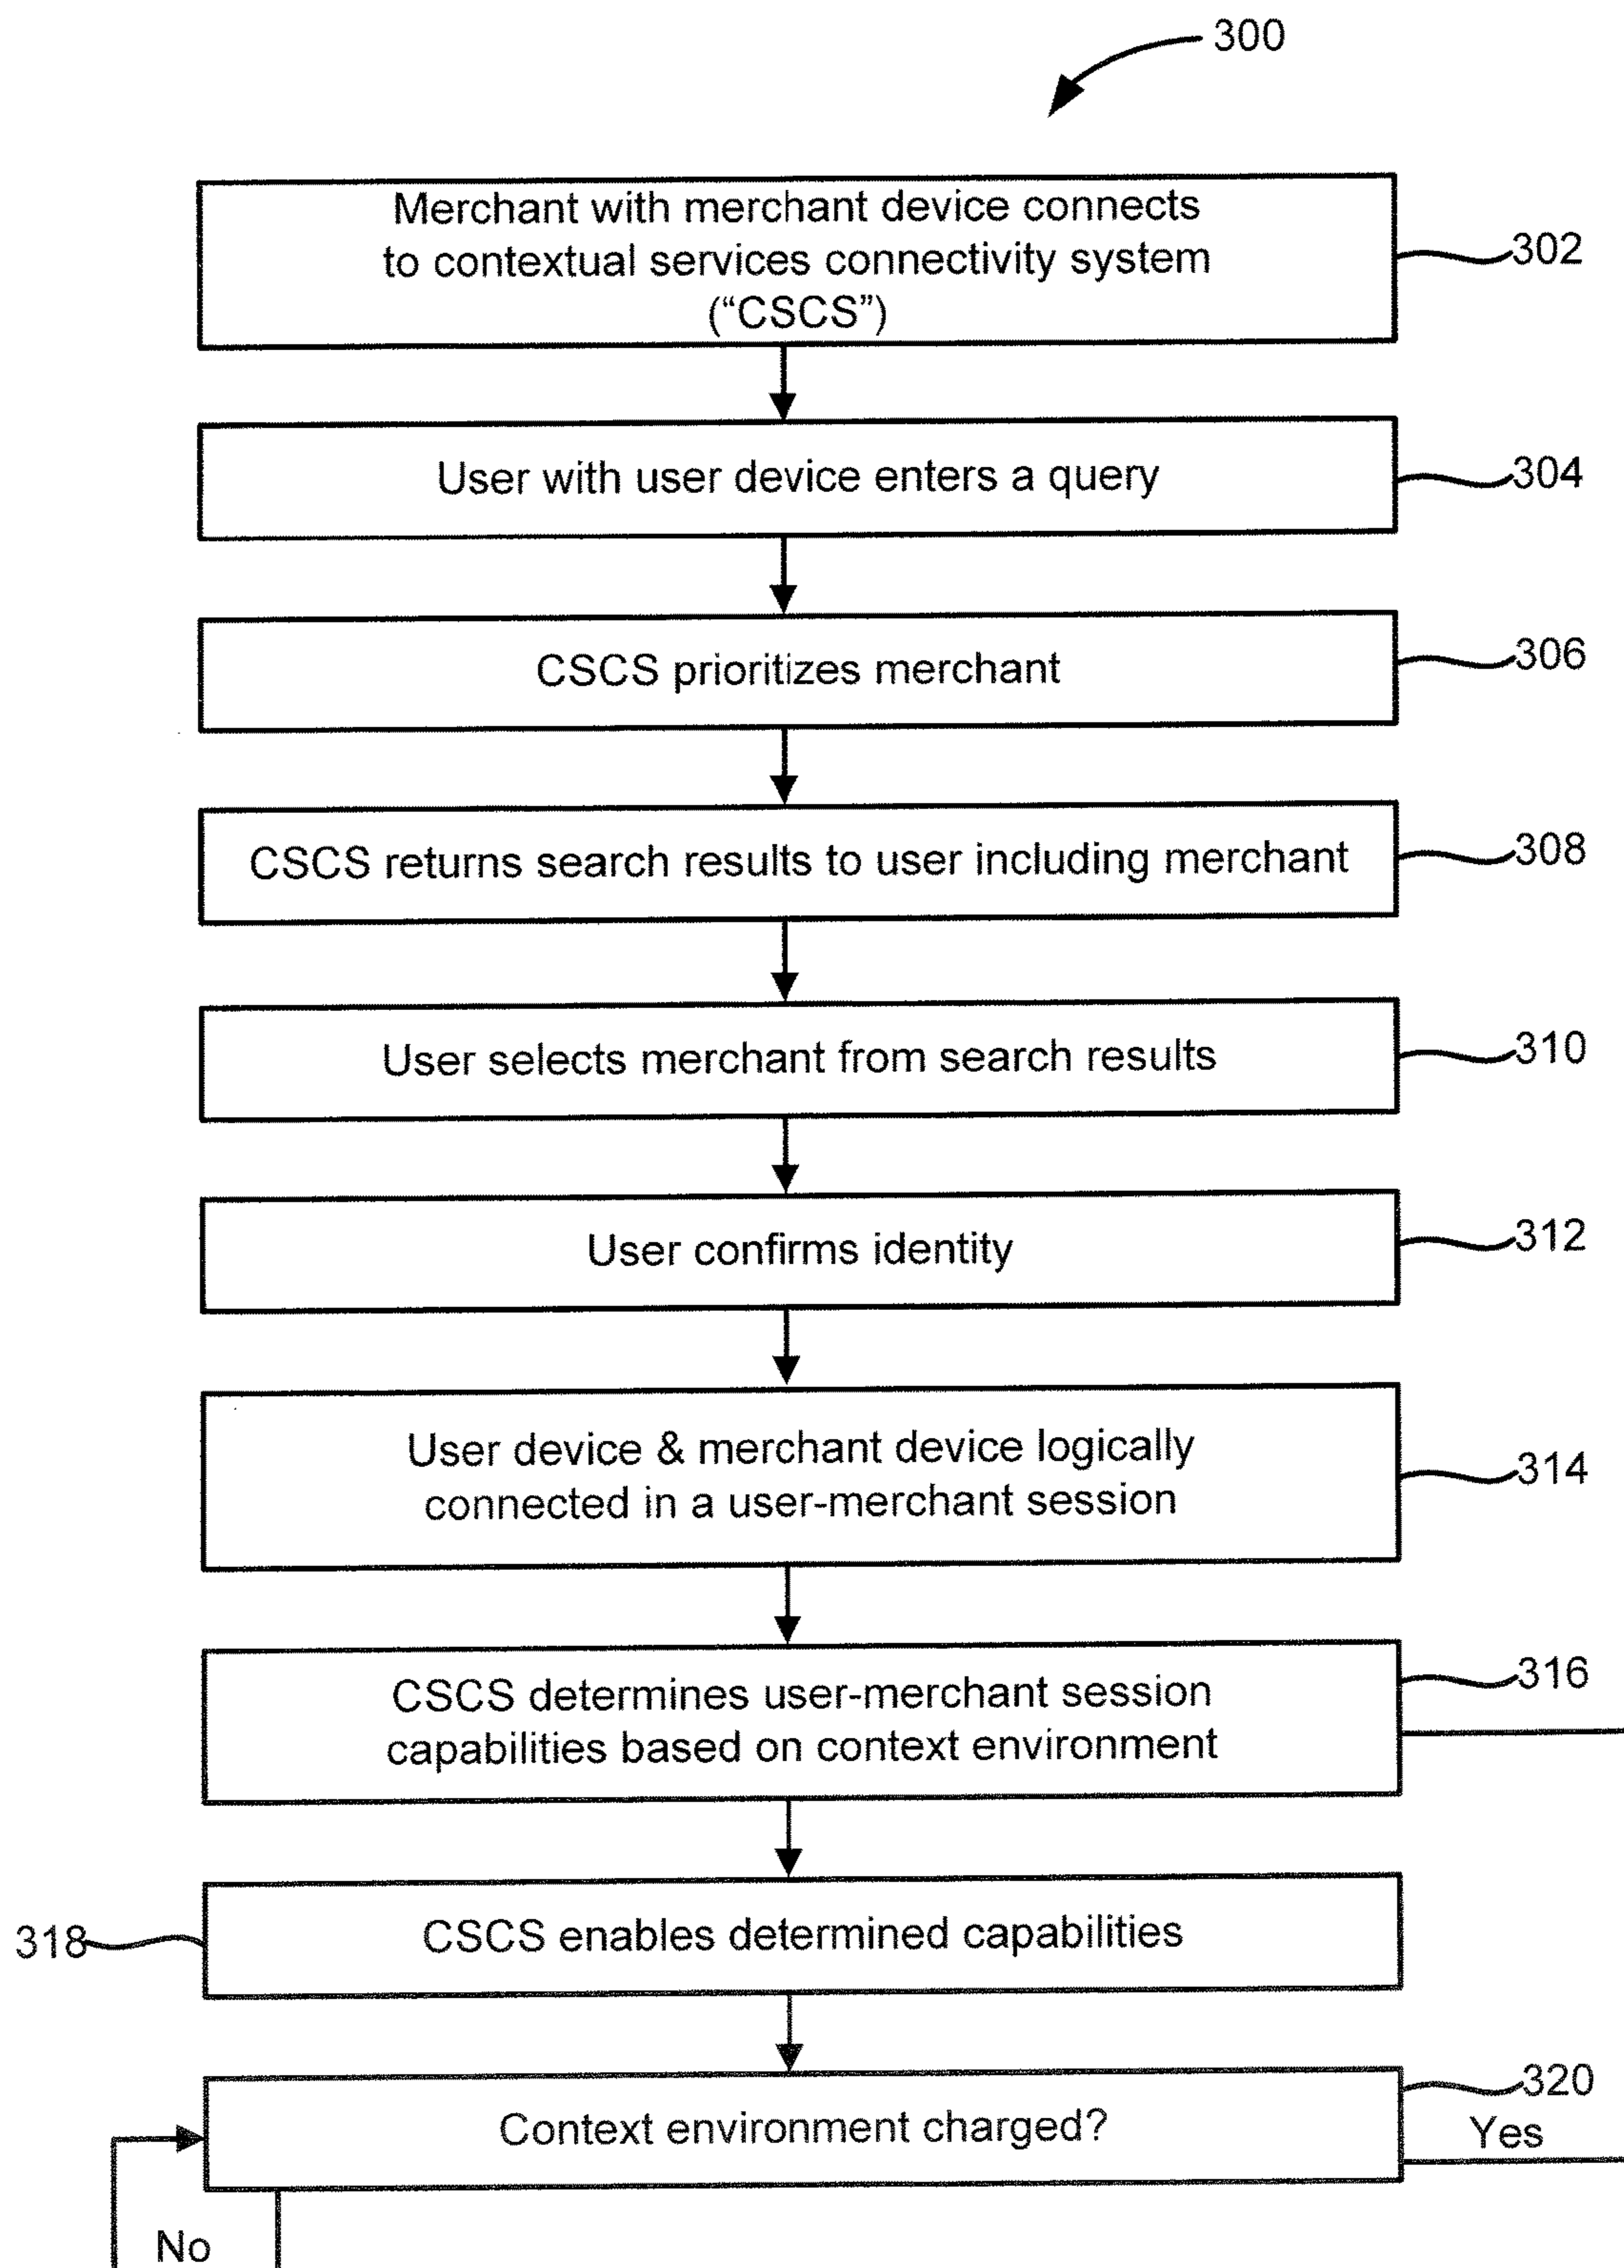 300
Merchant with merchant device connects
to contextual services connectivity system
(“CSCS”)
302
User with user device enters a query
304
CSCS prioritizes merchant
306
CSCS returns search results to user including merchant
308
User selects merchant from search results
310
User confirms identity
312
User device & merchant device logically
connected in a user-merchant session
314
CSCS determines user-merchant session
capabilities based on context environment
316
CSCS enables determined capabilities
318
Context environment charged?
320
Yes
No